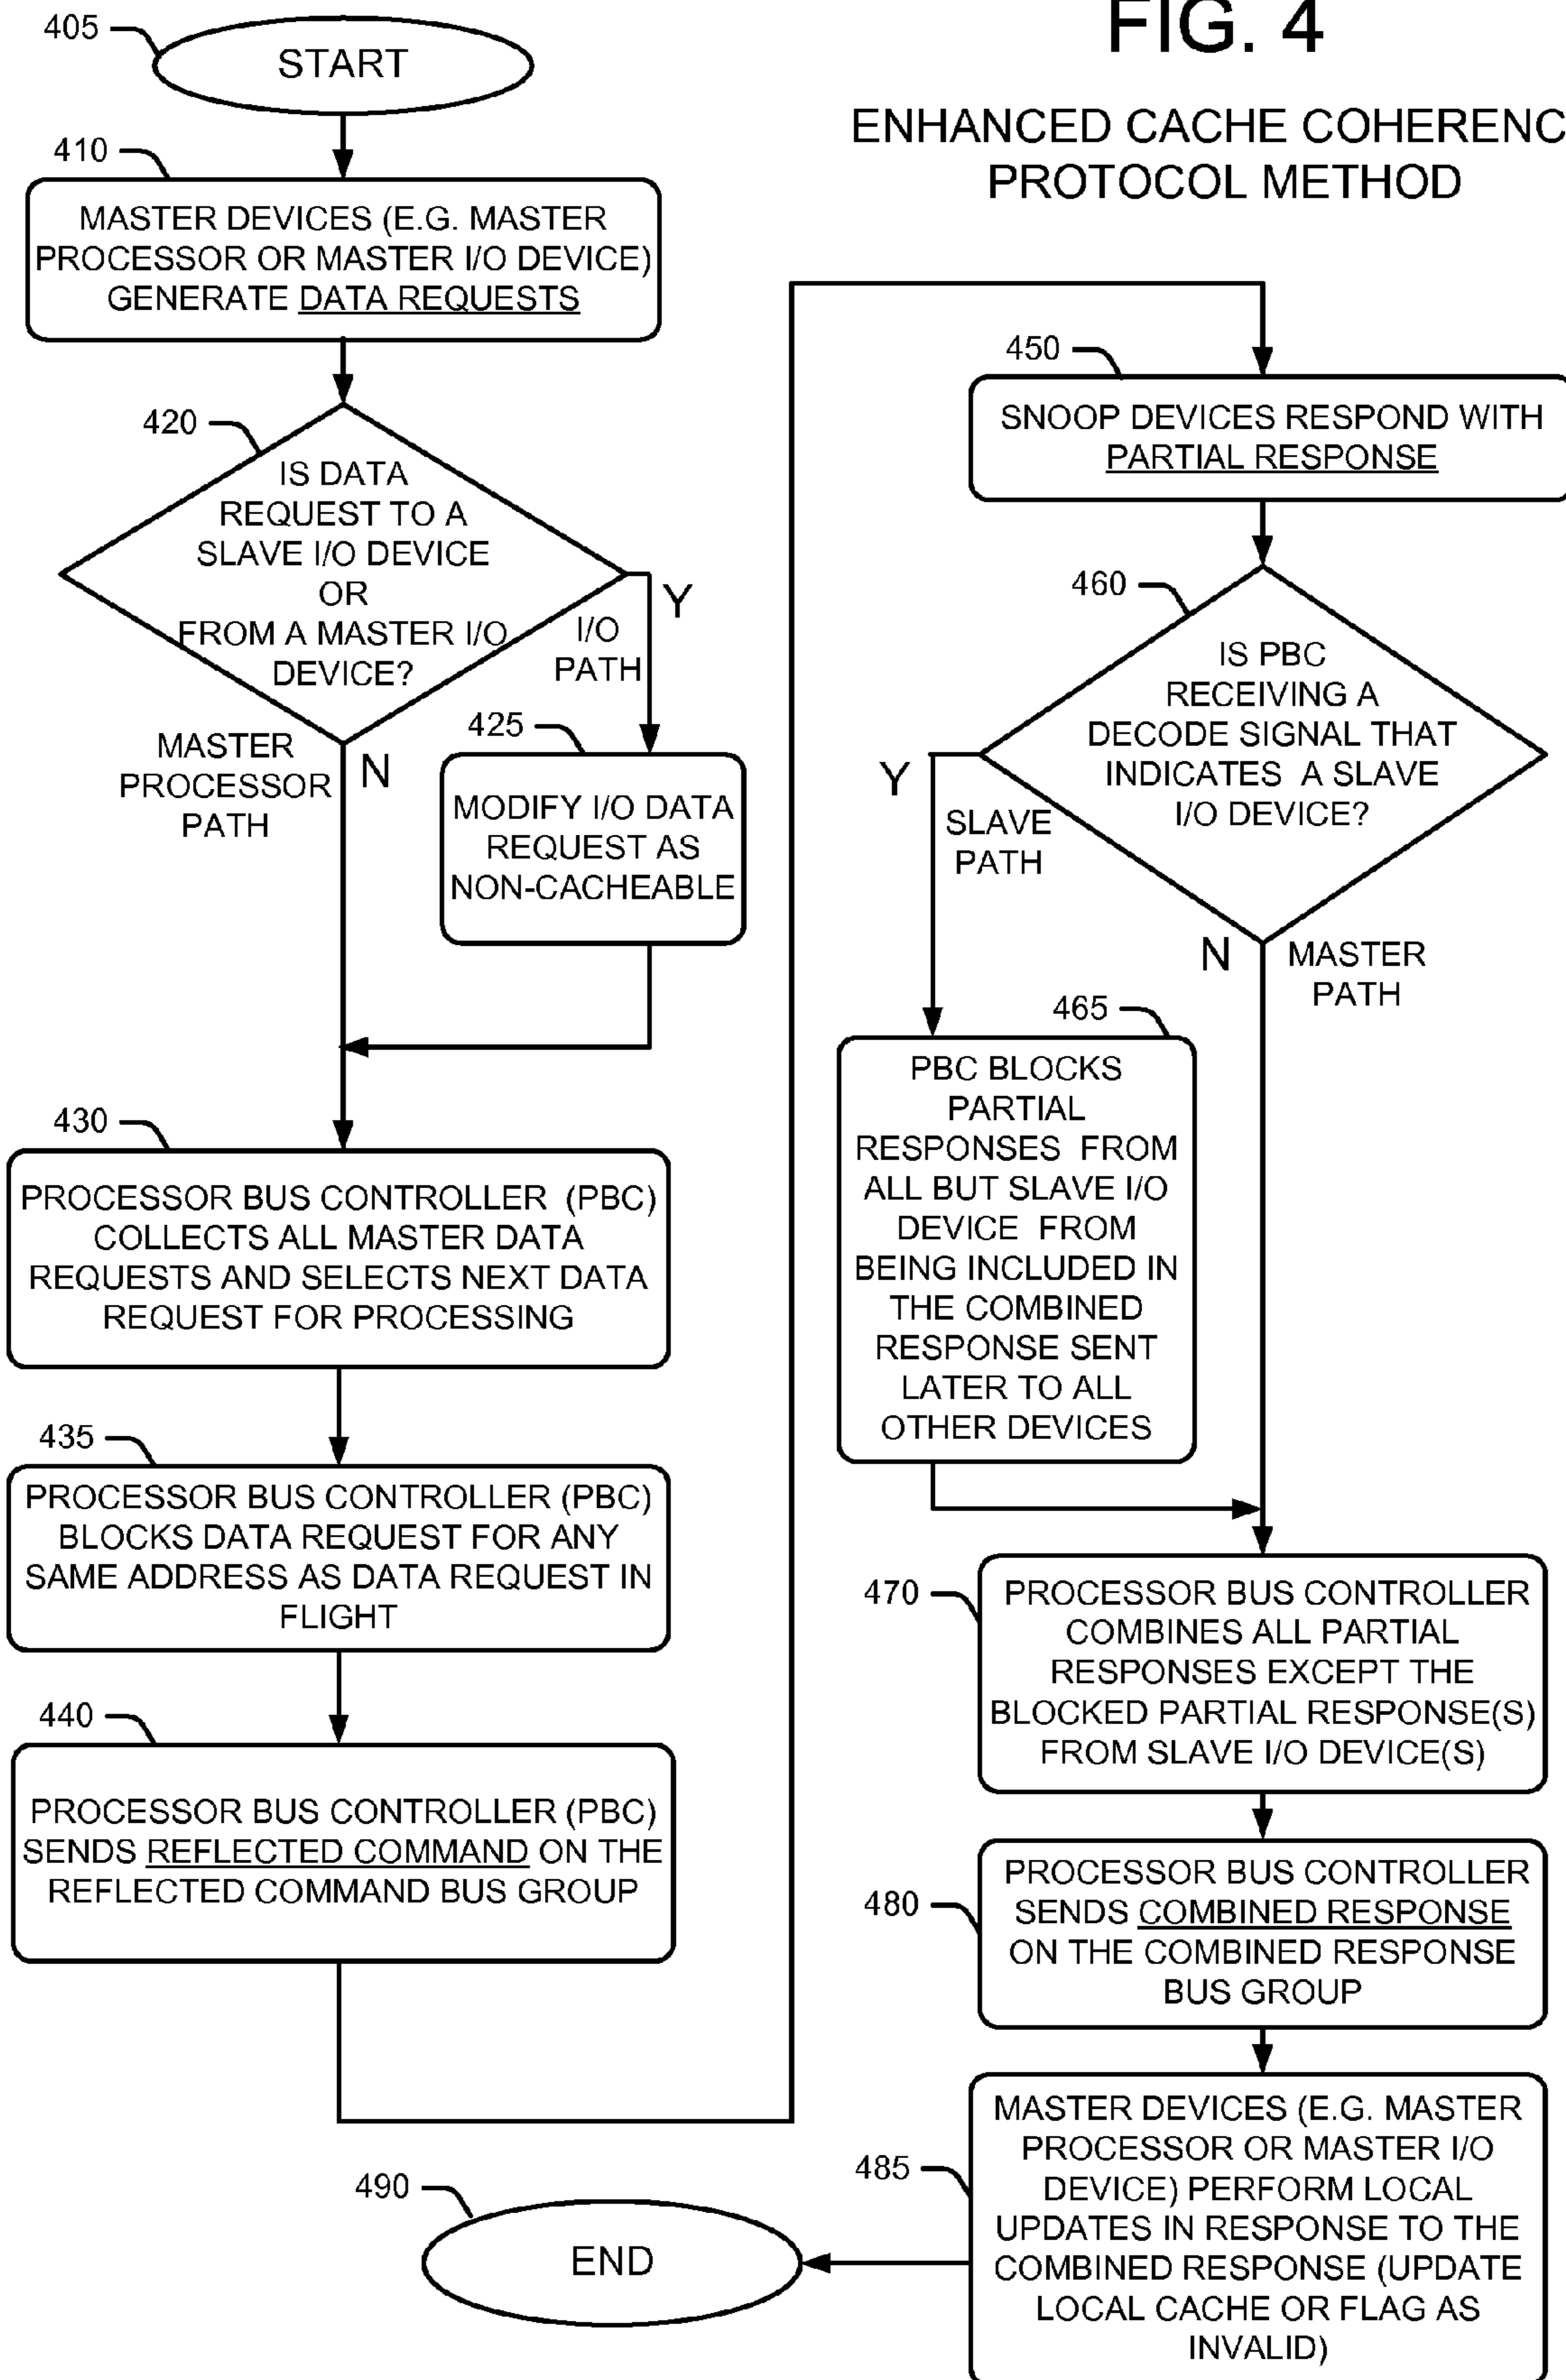 FIG. 4
ENHANCED CACHE COHERENC
PROTOCOL METHOD
405
START
410
MASTER DEVICES (E.G. MASTER
PROCESSOR OR MASTER I/O DEVICE)
GENERATE DATA REQUESTS
420
IS DATA
REQUEST TO A
SLAVE I/O DEVICE
OR
FROM A MASTER I/O
DEVICE?
Y
I/O
PATH
MASTER
PROCESSOR
PATH
N
425
MODIFY I/O DATA
REQUEST AS
NON-CACHEABLE
430
PROCESSOR BUS CONTROLLER (PBC)
COLLECTS ALL MASTER DATA
REQUESTS AND SELECTS NEXT DATA
REQUEST FOR PROCESSING
435
PROCESSOR BUS CONTROLLER (PBC)
BLOCKS DATA REQUEST FOR ANY
SAME ADDRESS AS DATA REQUEST IN
FLIGHT
440
PROCESSOR BUS CONTROLLER (PBC)
SENDS REFLECTED COMMAND ON THE
REFLECTED COMMAND BUS GROUP
450
SNOOP DEVICES RESPOND WITH
PARTIAL RESPONSE
460
IS PBC
RECEIVING A
DECODE SIGNAL THAT
INDICATES A SLAVE
I/O DEVICE?
Y
SLAVE
PATH
N
MASTER
PATH
465
PBC BLOCKS
PARTIAL
RESPONSES FROM
ALL BUT SLAVE I/O
DEVICE FROM
BEING INCLUDED IN
THE COMBINED
RESPONSE SENT
LATER TO ALL
OTHER DEVICES
470
PROCESSOR BUS CONTROLLER
COMBINES ALL PARTIAL
RESPONSES EXCEPT THE
BLOCKED PARTIAL RESPONSE(S)
FROM SLAVE I/O DEVICE(S)
480
PROCESSOR BUS CONTROLLER
SENDS COMBINED RESPONSE
ON THE COMBINED RESPONSE
BUS GROUP
485
MASTER DEVICES (E.G. MASTER
PROCESSOR OR MASTER I/O
DEVICE) PERFORM LOCAL
UPDATES IN RESPONSE TO THE
COMBINED RESPONSE (UPDATE
LOCAL CACHE OR FLAG AS
INVALID)
490
END